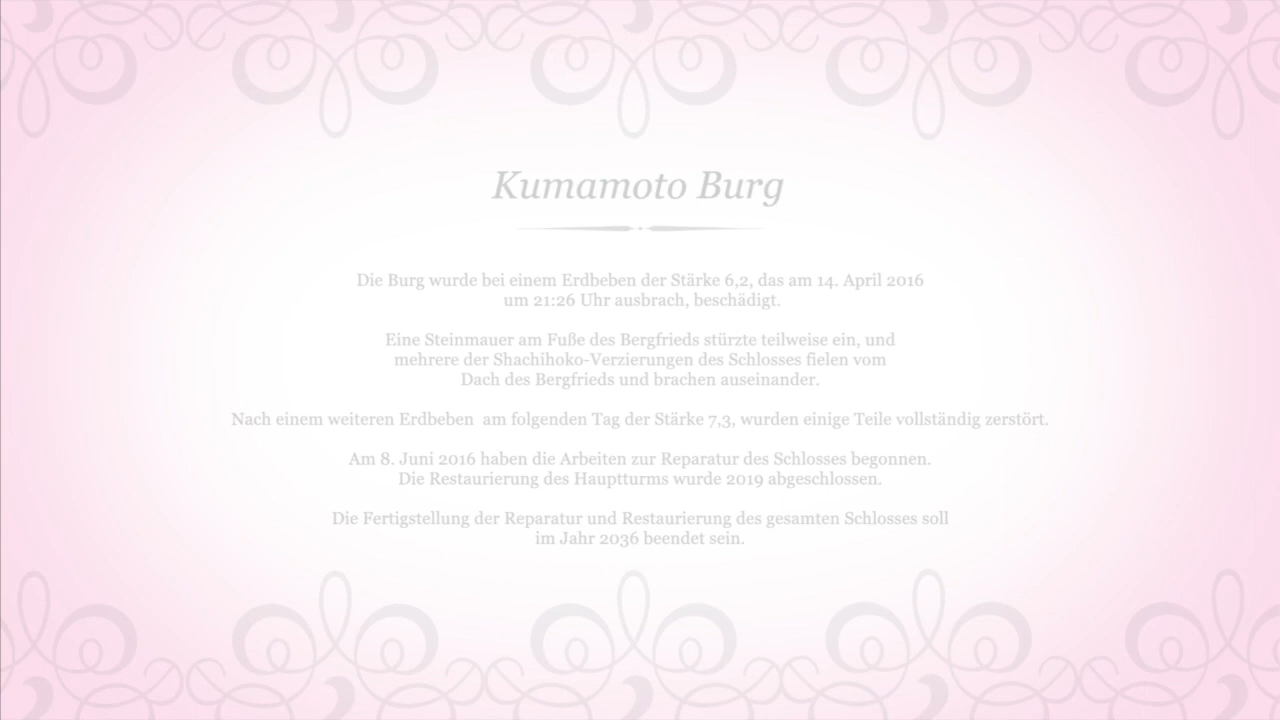 Kumamoto Burg
Die Burg wurde bei einem Erdbeben der Stärke 6,2, das am 14. April 2016
um 21:26 Uhr ausbrach, beschädigt.
Eine Steinmauer am Fuße des Bergfrieds stürzte teilweise ein, und
mehrere der Shachihoko-Verzierungen des Schlosses fielen vom
Dach des Bergfrieds und brachen auseinander.
Nach einem weiteren Erdbeben  am folgenden Tag der Stärke 7,3, wurden einige Teile vollständig zerstört.
Am 8. Juni 2016 haben die Arbeiten zur Reparatur des Schlosses begonnen.
Die Restaurierung des Hauptturms wurde 2019 abgeschlossen.
Die Fertigstellung der Reparatur und Restaurierung des gesamten Schlosses soll
im Jahr 2036 beendet sein.